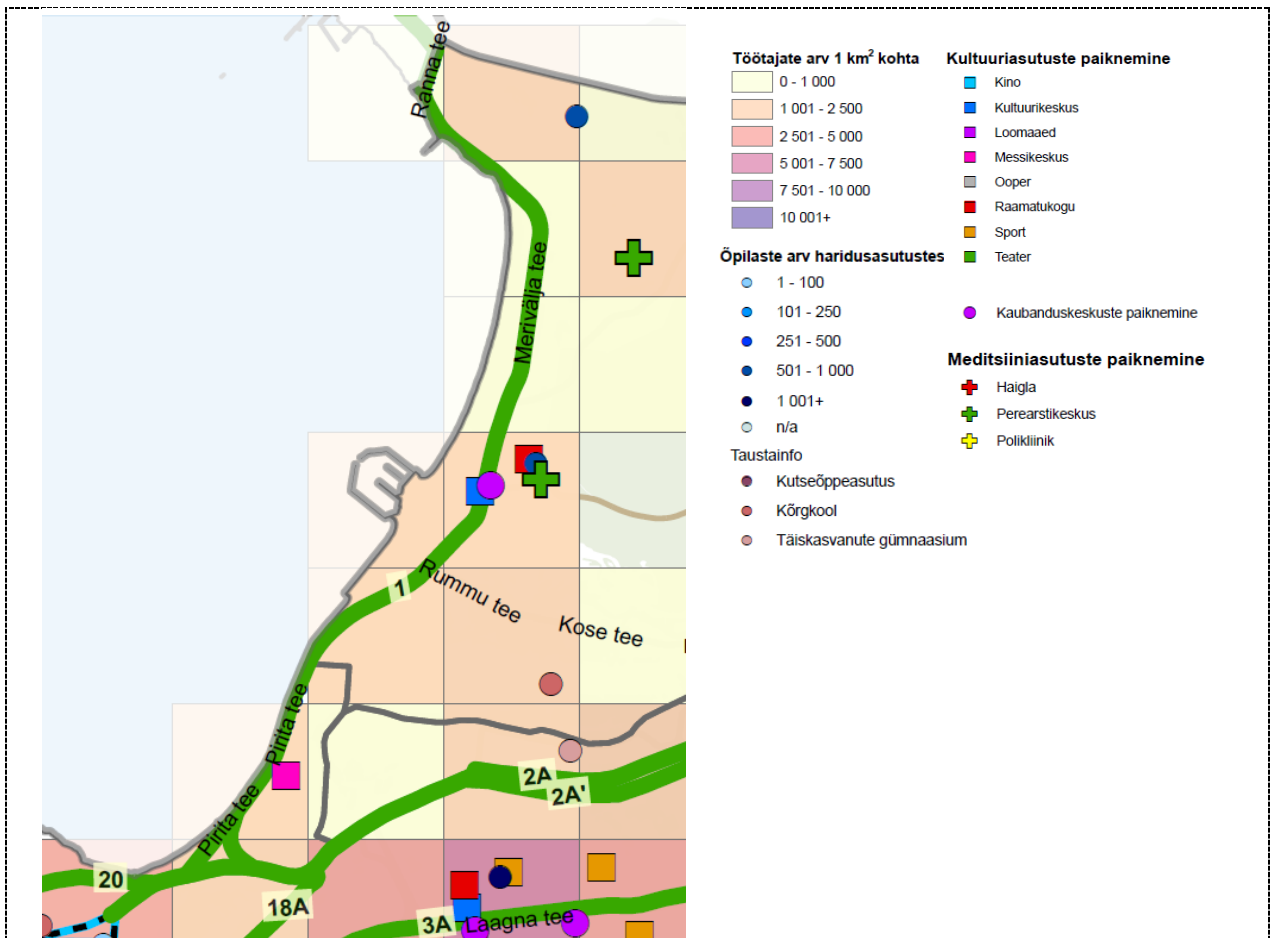 Ranna tee
Merivälja tee
1
Rummu tee
Kose tee
Pirita tee
2A
2A'
Pirita tee
20
18A
3A
Laagna tee
Töötajate arv 1 km² kohta
0 - 1 000
1 001 - 2 500
2 501 - 5 000
5 001 - 7 500
7 501 - 10 000
10 001+
Õpilaste arv haridusasutustes
1 - 100
101 - 250
251 - 500
501 - 1 000
1 001+
n/a
Taustainfo
Kutseõppeasutus
Kõrgkool
Täiskasvanute gümnaasium
Kultuuriasutuste paiknemine
Kino
Kultuurikeskus
Loomaaed
Messikeskus
Ooper
Raamatukogu
Sport
Teater
Kaubanduskeskuste paiknemine
Meditsiiniasutuste paiknemine
Haigla
Perearstikeskus
Polikliinik